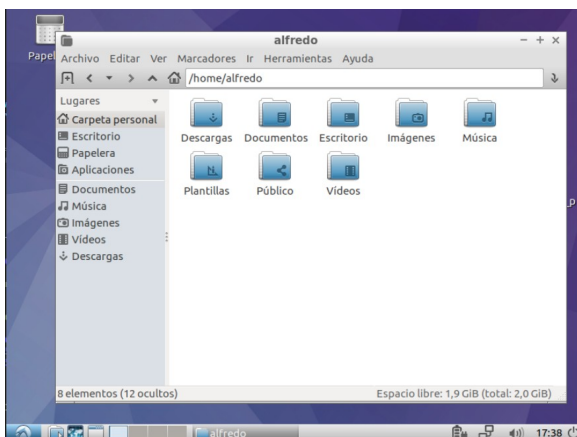 Papel
alfredo
Archivo Editar Ver Marcadores Ir Herramientas Ayuda
/home/alfredo
Lugares
Carpeta personal
Escritorio
Papelera
Aplicaciones
Documentos
Música
Imágenes
Vídeos
Descargas
Descargas Documentos Escritorio Imágenes Música
Plantillas Público Vídeos
_p
8 elementos (12 ocultos) Espacio libre: 1,9 GiB (total: 2,0 GiB)
alfredo
17:38